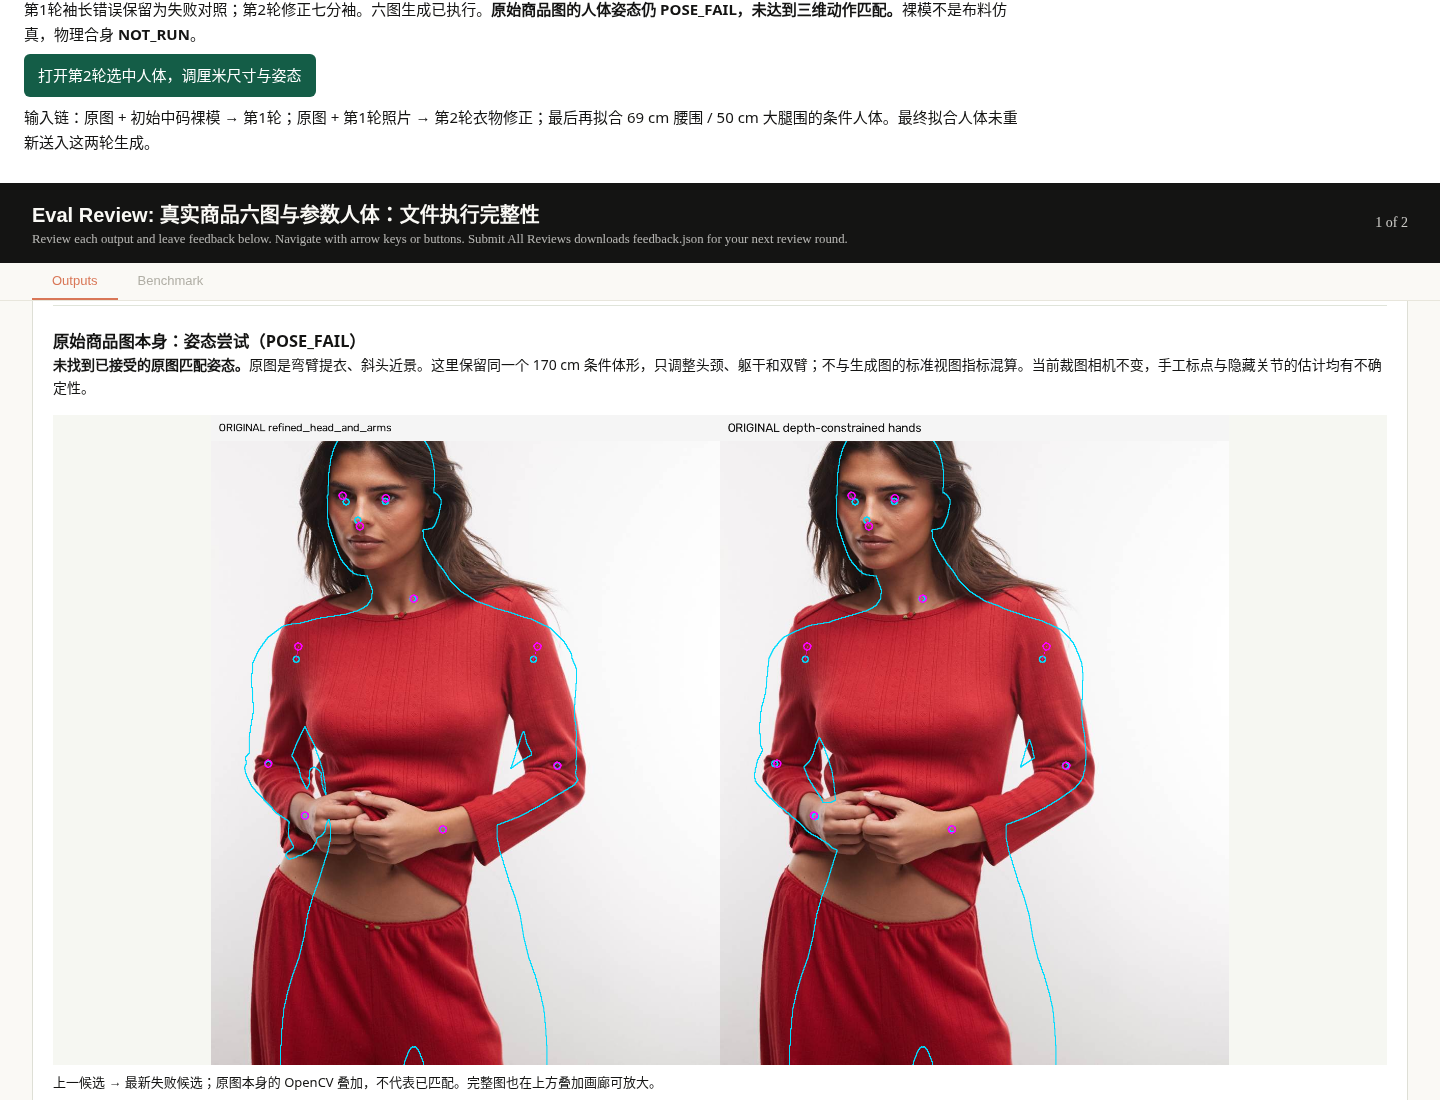 第1轮袖长错误保留为失败对照；第2轮修正七分袖。六图生成已执行。原始商品图的人体姿态仍 POSE_FAIL，未达到三维动作匹配。裸模不是布料仿
真，物理合身 NOT_RUN。
打开第2轮选中人体，调厘米尺寸与姿态
输入链：原图 + 初始中码裸模 → 第1轮；原图 + 第1轮照片 → 第2轮衣物修正；最后再拟合 69 cm 腰围 / 50 cm 大腿围的条件人体。最终拟合人体未重
新送入这两轮生成。
Eval Review: 真实商品六图与参数人体：文件执行完整性
1 of 2
Review each output and leave feedback below. Navigate with arrow keys or buttons. Submit All Reviews downloads feedback.json for your next review round.
Outputs Benchmark
原始商品图本身：姿态尝试（POSE_FAIL）
未找到已接受的原图匹配姿态。原图是弯臂提衣、斜头近景。这里保留同一个 170 cm 条件体形，只调整头颈、躯干和双臂；不与生成图的标准视图指标混算。当前裁图相机不变，手工标点与隐藏关节的估计均有不确
定性。
ORIGINAL refined_head_and_arms ORIGINAL depth-constrained hands
上一候选 → 最新失败候选；原图本身的 OpenCV 叠加，不代表已匹配。完整图也在上方叠加画廊可放大。